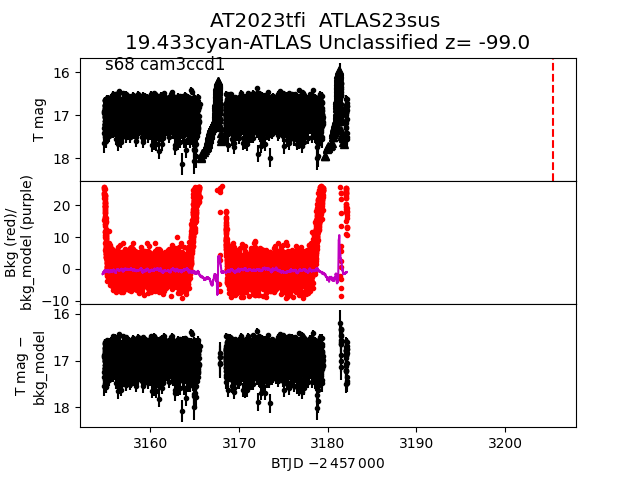 AT2023tfi  ATLAS23sus
19.433cyan-ATLAS Unclassified z= -99.0
s68 cam3ccd1
16
17
18
T mag
20
10
0
−10
Bkg (red)/
bkg_model (purple)
16
17
18
T mag −
bkg_model
3160 3170 3180 3190 3200
BTJD −2 457 000